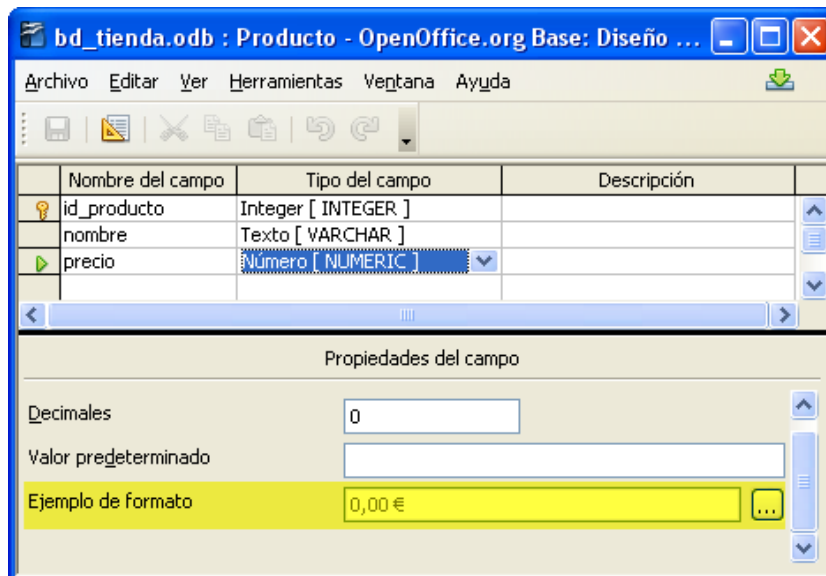 bd_tienda.odb : Producto - OpenOffice.org Base: Diseño ...
Archivo Editar Ver Herramientas Ventana Ayuda
Nombre del campo Tipo del campo Descripción
id_producto Integer [ INTEGER ]
nombre Texto [ VARCHAR ]
precio Número [ NUMERIC ]
Propiedades del campo
Decimales 0
Valor predeterminado
Ejemplo de formato 0,00 € ...